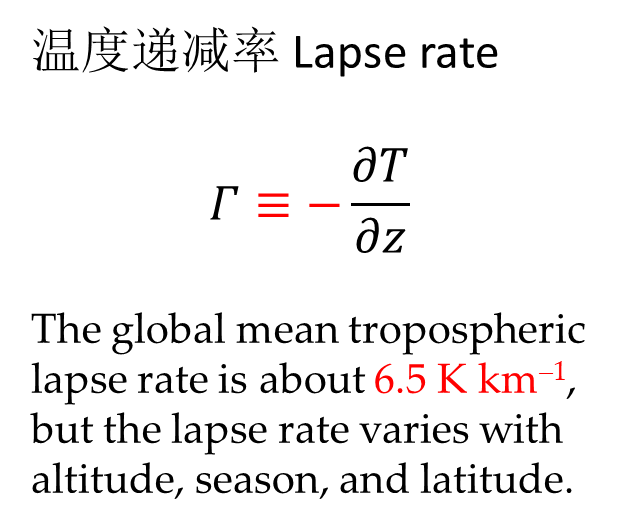 温度递减率 Lapse rate
Γ ≡ − ∂T/∂z
The global mean tropospheric
lapse rate is about 6.5 K km⁻¹,
but the lapse rate varies with
altitude, season, and latitude.